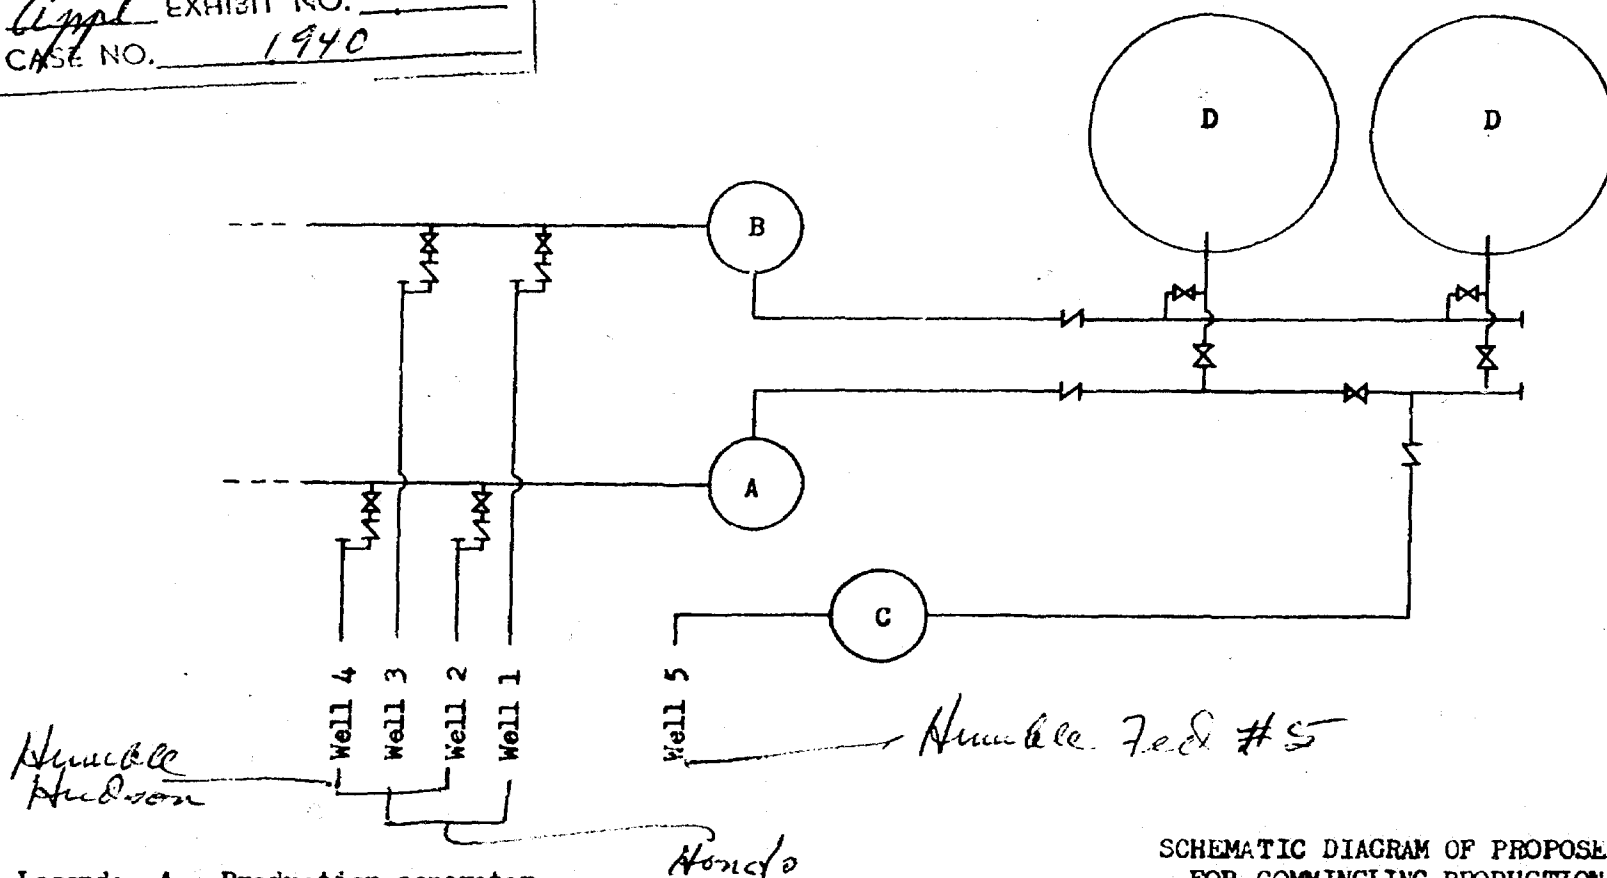 Appl EXHIBIT NO.
CASE NO. 1940
D
D
B
A
C
Well 4
Well 3
Well 2
Well 1
Well 5
Humble
Hudson
Humble Fed #5
Hondo
SCHEMATIC DIAGRAM OF PROPOSE
FOR COMMINGLING PRODUCTION
Legend: A - Production separator